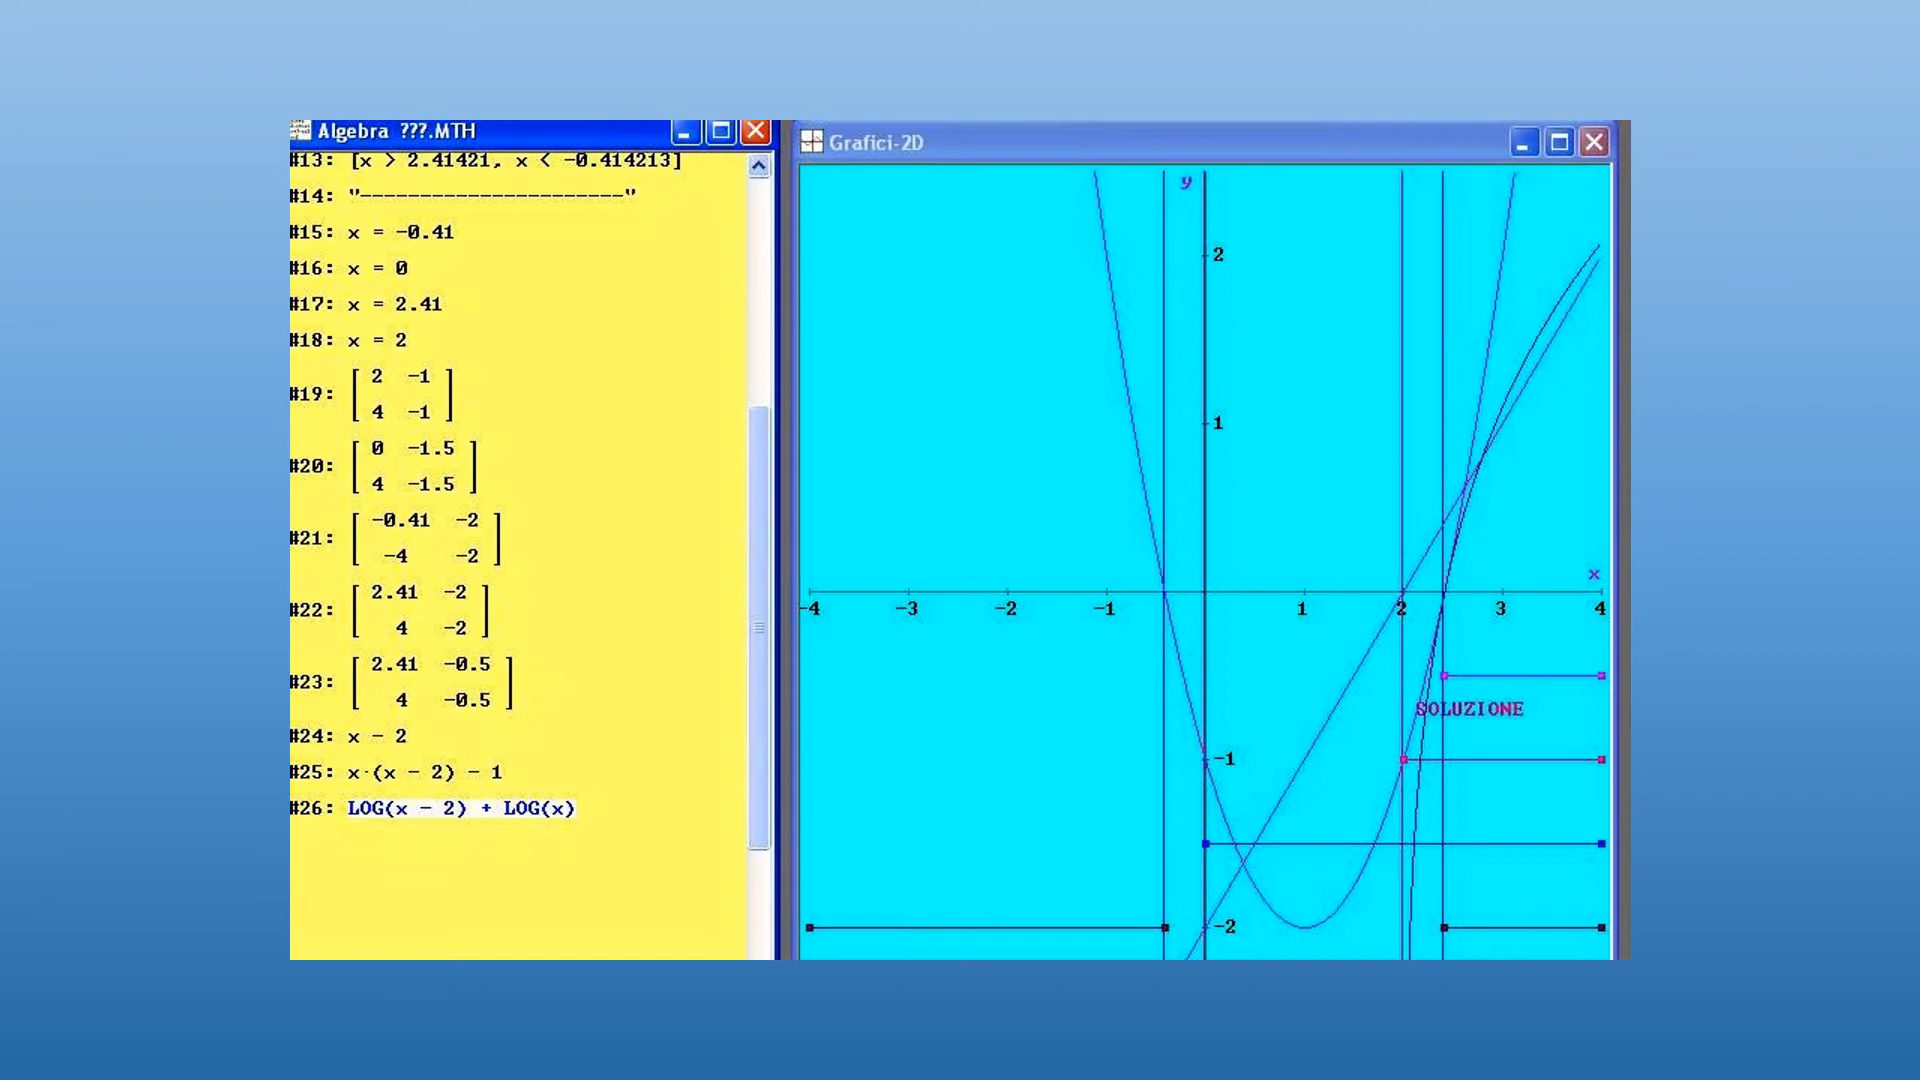 Algebra ???.MTH
#13: [x > 2.41421, x < -0.414213]
#14: "----------------------"
#15: x = -0.41
#16: x = 0
#17: x = 2.41
#18: x = 2
#19: [ 2 -1
4 -1 ]
#20: [ 0 -1.5
4 -1.5 ]
#21: [ -0.41 -2
-4 -2 ]
#22: [ 2.41 -2
4 -2 ]
#23: [ 2.41 -0.5
4 -0.5 ]
#24: x - 2
#25: x·(x - 2) - 1
#26: LOG(x - 2) + LOG(x)
Grafici-2D
y
2
1
x
-4 -3 -2 -1 1 2 3 4
SOLUZIONE
-1
-2